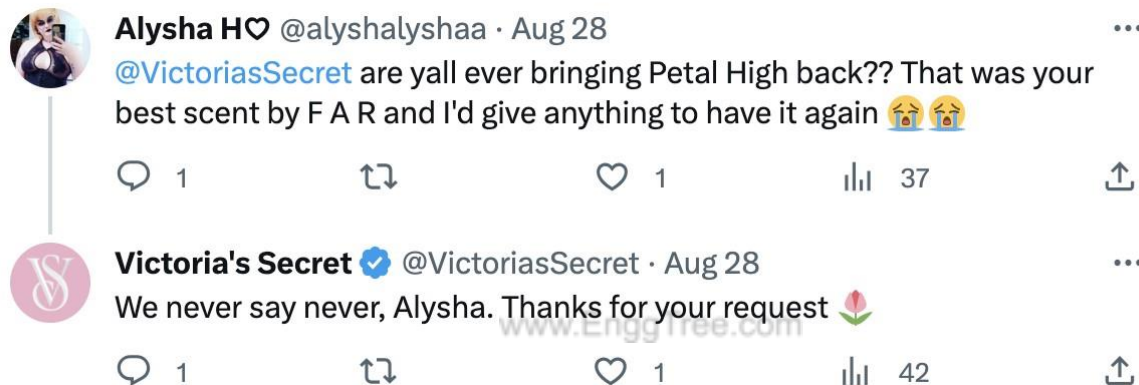 Alysha H♡ @alyshalyshaa · Aug 28
@VictoriasSecret are yall ever bringing Petal High back?? That was your
best scent by F A R and I'd give anything to have it again 😭😭
1 1 37
Victoria's Secret @VictoriasSecret · Aug 28
We never say never, Alysha. Thanks for your request 🌷
www.EnggTree.com
1 1 42